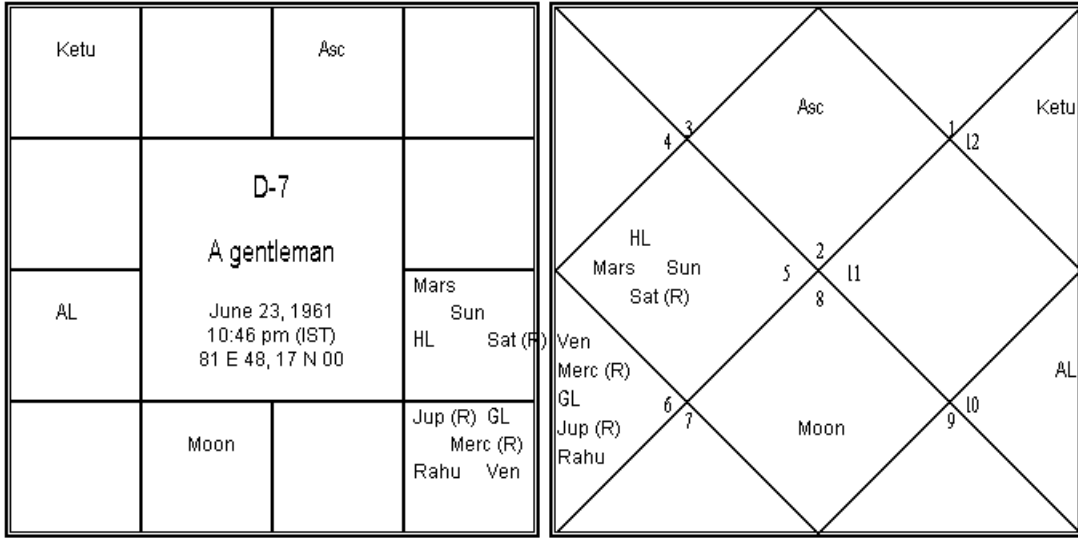 Ketu
Asc
D-7
A gentleman
June 23, 1961
10:46 pm (IST)
81 E 48, 17 N 00
AL
Mars
Sun
HL Sat (R)
Moon
Jup (R) GL
Merc (R)
Rahu Ven
Asc
Ketu
3
4
1
12
HL
Mars Sun
Sat (R)
2
5
11
8
Ven
Merc (R)
GL
Jup (R)
Rahu
6
7
Moon
AL
10
9